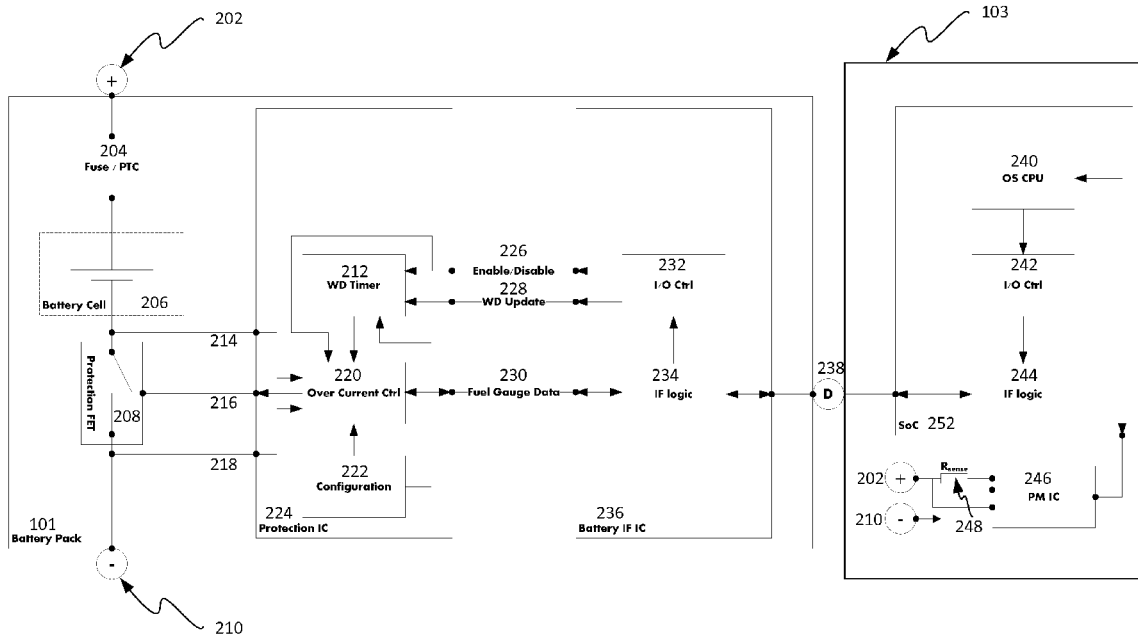 202
103
+
204
Fuse / PTC
240
OS CPU
212
WD Timer
226
Enable/Disable
228
WD Update
232
I/O Ctrl
242
I/O Ctrl
Battery Cell
206
214
Protection FET
208
216
220
Over Current Ctrl
230
Fuel Gauge Data
234
IF logic
238
D
244
IF logic
SoC 252
218
222
Configuration
202
+
Rsense
246
PM IC
210
-
248
101
Battery Pack
224
Protection IC
236
Battery IF IC
-
210